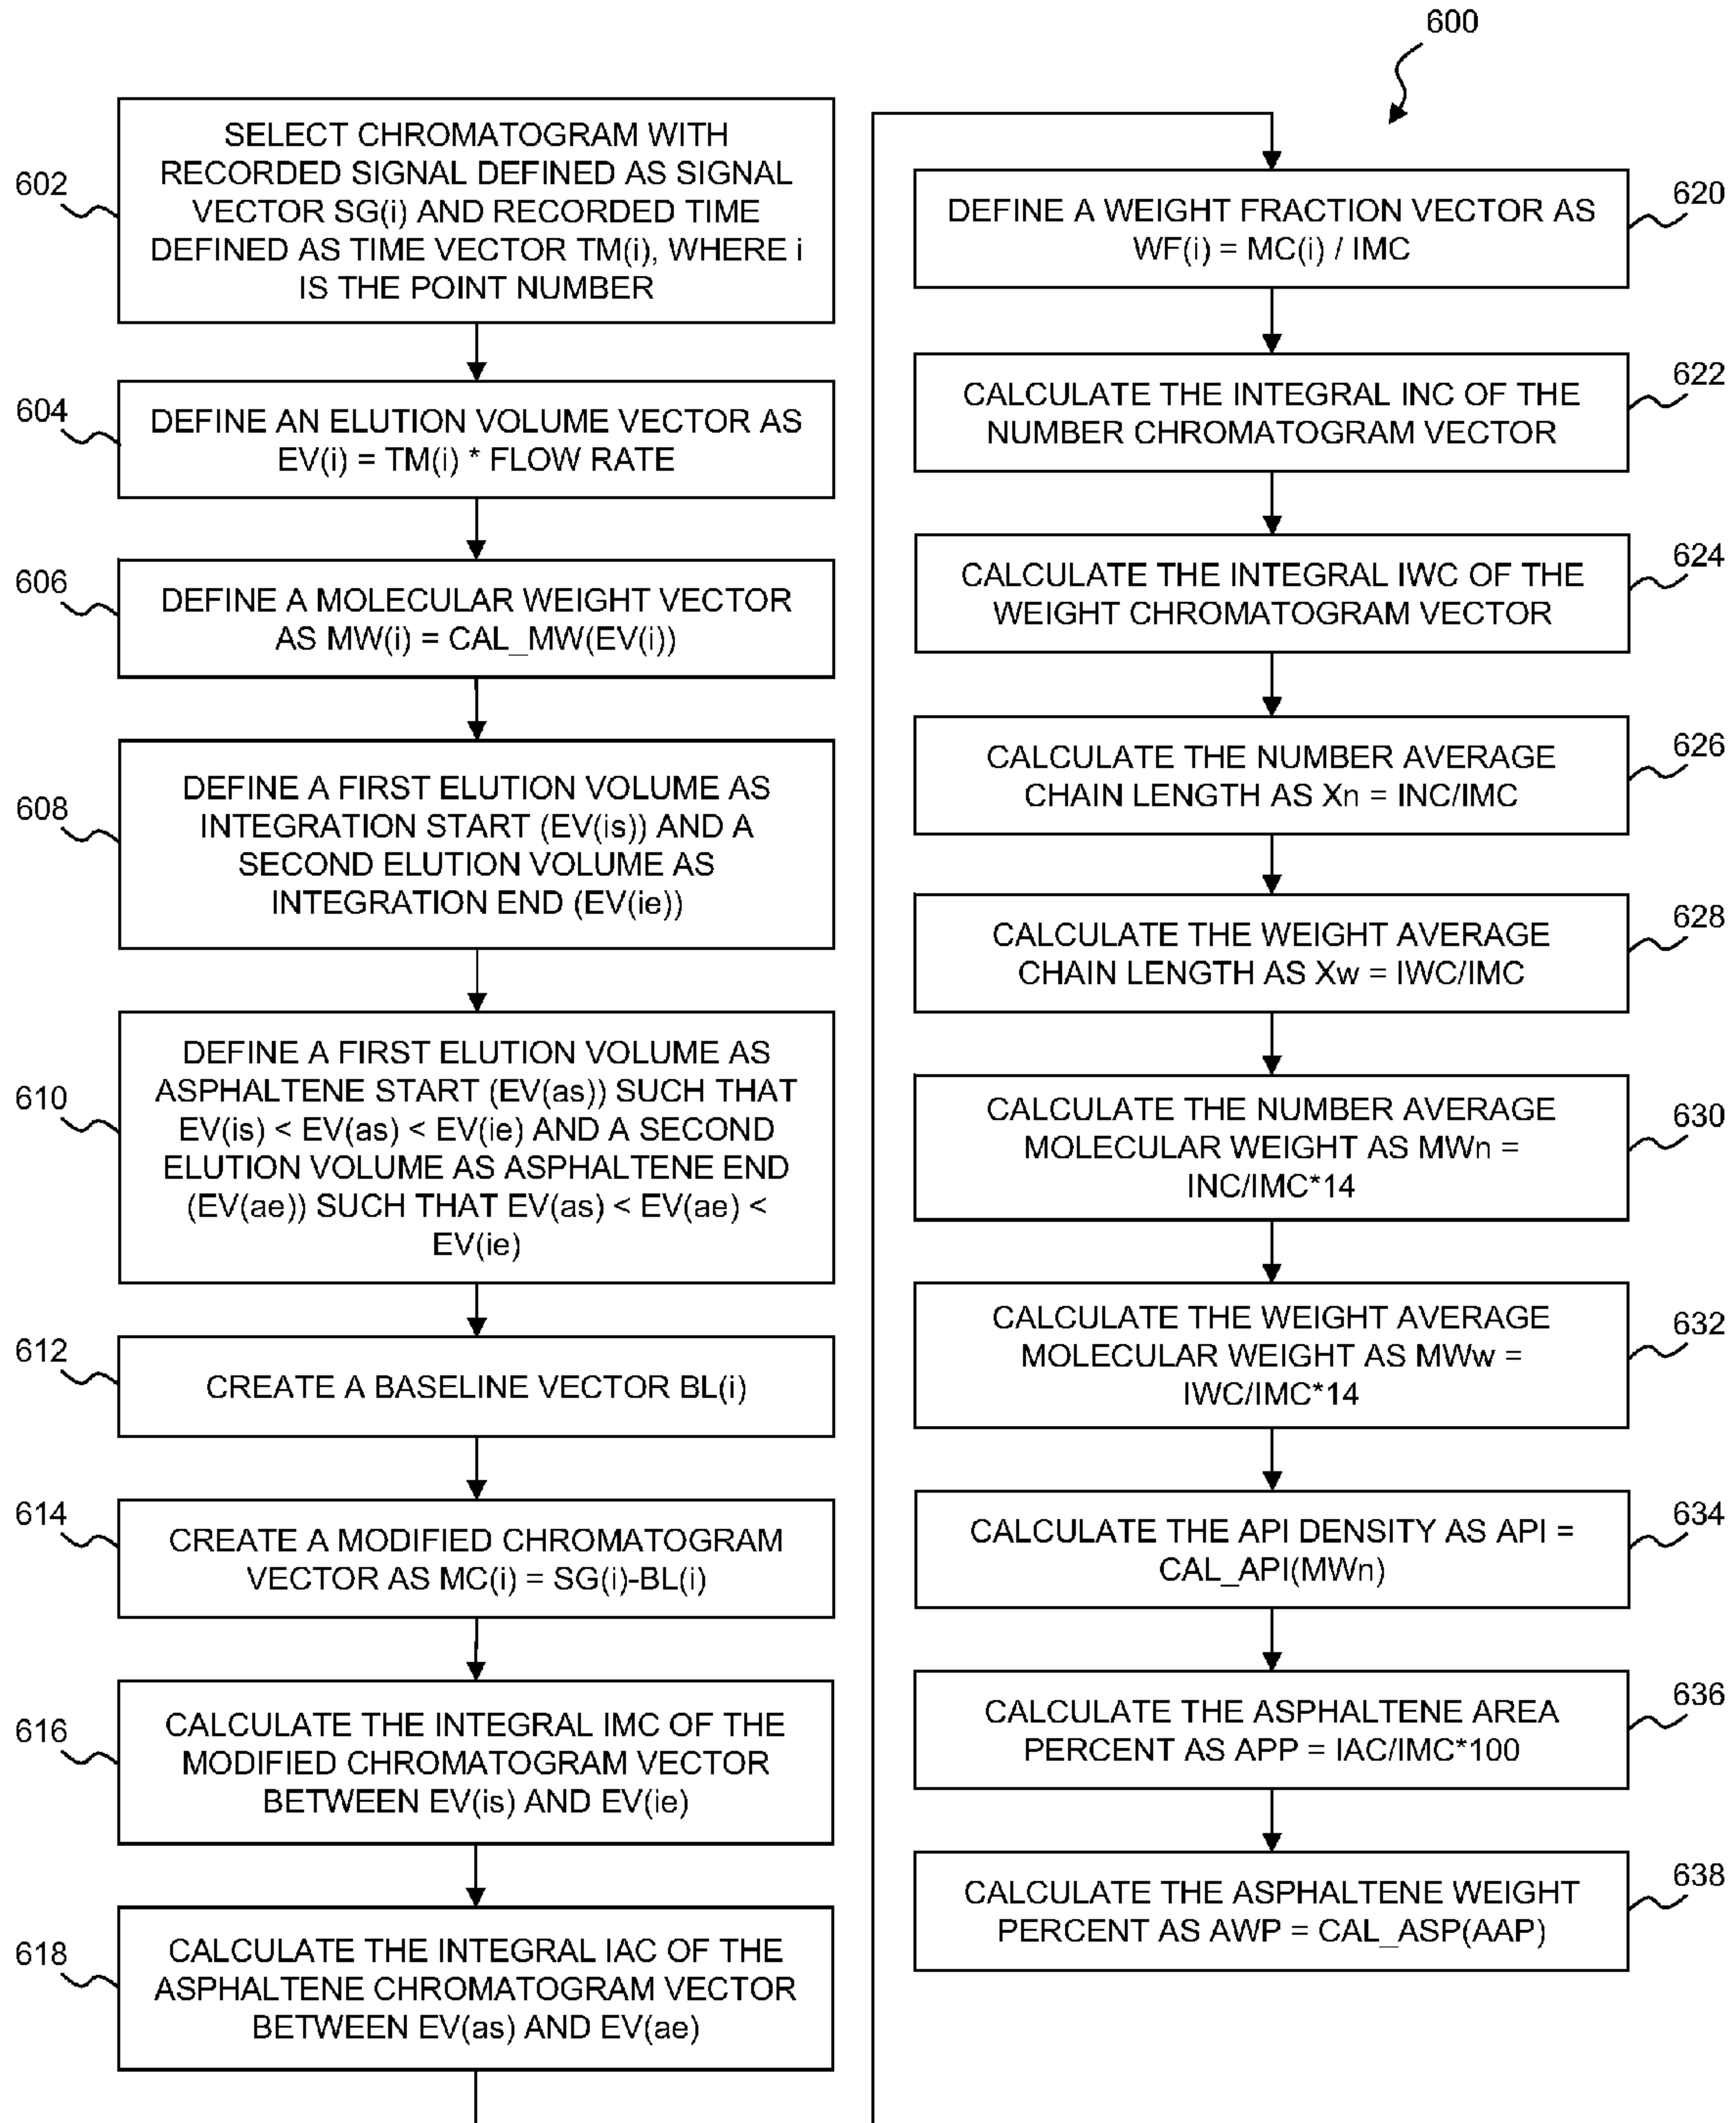 600
602
SELECT CHROMATOGRAM WITH
RECORDED SIGNAL DEFINED AS SIGNAL
VECTOR SG(i) AND RECORDED TIME
DEFINED AS TIME VECTOR TM(i), WHERE i
IS THE POINT NUMBER
604
DEFINE AN ELUTION VOLUME VECTOR AS
EV(i) = TM(i) * FLOW RATE
606
DEFINE A MOLECULAR WEIGHT VECTOR
AS MW(i) = CAL_MW(EV(i))
608
DEFINE A FIRST ELUTION VOLUME AS
INTEGRATION START (EV(is)) AND A
SECOND ELUTION VOLUME AS
INTEGRATION END (EV(ie))
610
DEFINE A FIRST ELUTION VOLUME AS
ASPHALTENE START (EV(as)) SUCH THAT
EV(is) < EV(as) < EV(ie) AND A SECOND
ELUTION VOLUME AS ASPHALTENE END
(EV(ae)) SUCH THAT EV(as) < EV(ae) <
EV(ie)
612
CREATE A BASELINE VECTOR BL(i)
614
CREATE A MODIFIED CHROMATOGRAM
VECTOR AS MC(i) = SG(i)-BL(i)
616
CALCULATE THE INTEGRAL IMC OF THE
MODIFIED CHROMATOGRAM VECTOR
BETWEEN EV(is) AND EV(ie)
618
CALCULATE THE INTEGRAL IAC OF THE
ASPHALTENE CHROMATOGRAM VECTOR
BETWEEN EV(as) AND EV(ae)
DEFINE A WEIGHT FRACTION VECTOR AS
WF(i) = MC(i) / IMC
620
CALCULATE THE INTEGRAL INC OF THE
NUMBER CHROMATOGRAM VECTOR
622
CALCULATE THE INTEGRAL IWC OF THE
WEIGHT CHROMATOGRAM VECTOR
624
CALCULATE THE NUMBER AVERAGE
CHAIN LENGTH AS Xn = INC/IMC
626
CALCULATE THE WEIGHT AVERAGE
CHAIN LENGTH AS Xw = IWC/IMC
628
CALCULATE THE NUMBER AVERAGE
MOLECULAR WEIGHT AS MWn =
INC/IMC*14
630
CALCULATE THE WEIGHT AVERAGE
MOLECULAR WEIGHT AS MWw =
IWC/IMC*14
632
CALCULATE THE API DENSITY AS API =
CAL_API(MWn)
634
CALCULATE THE ASPHALTENE AREA
PERCENT AS APP = IAC/IMC*100
636
CALCULATE THE ASPHALTENE WEIGHT
PERCENT AS AWP = CAL_ASP(AAP)
638